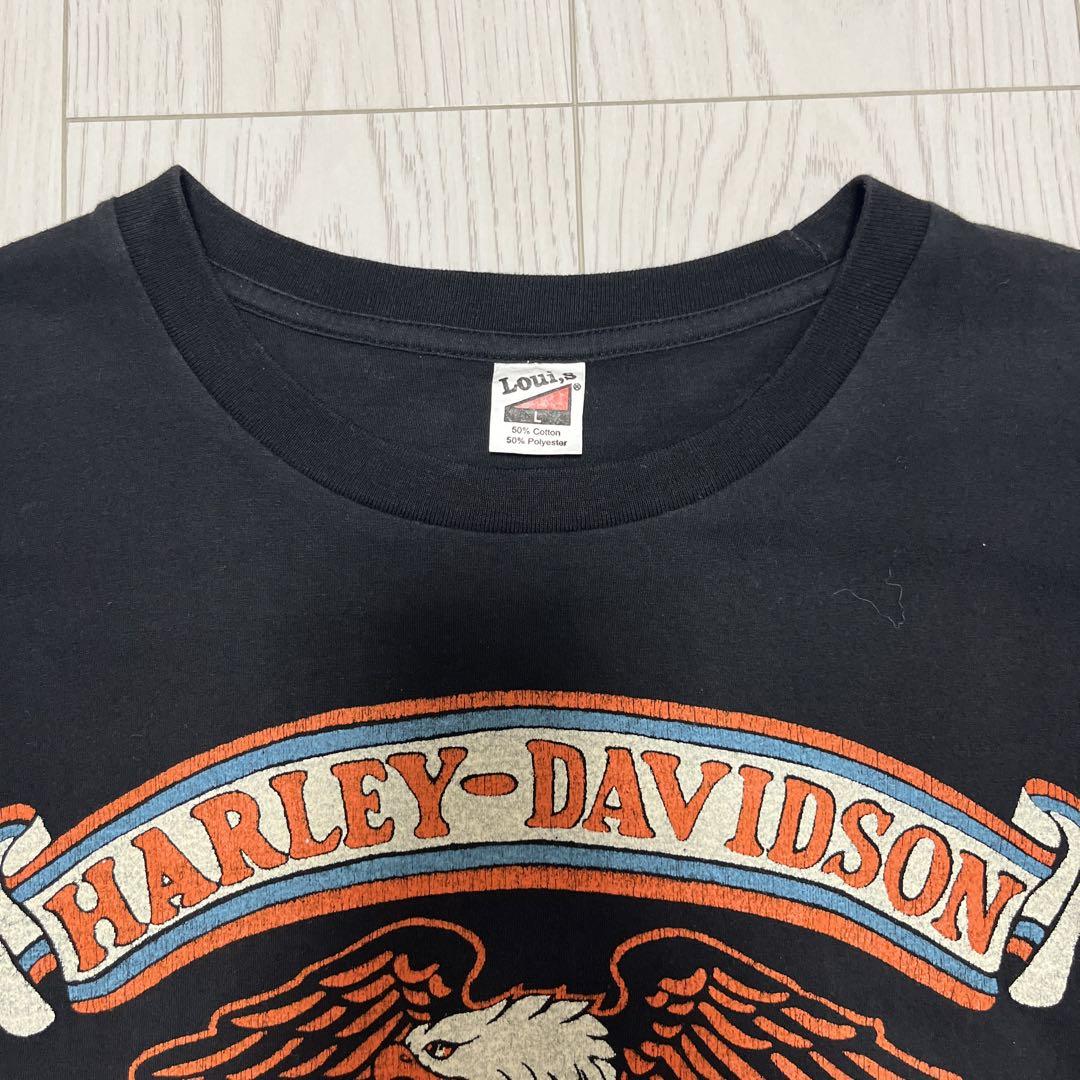 Loui,s
®
L
50% Cotton
50% Polyester
HARLEY-DAVIDSON